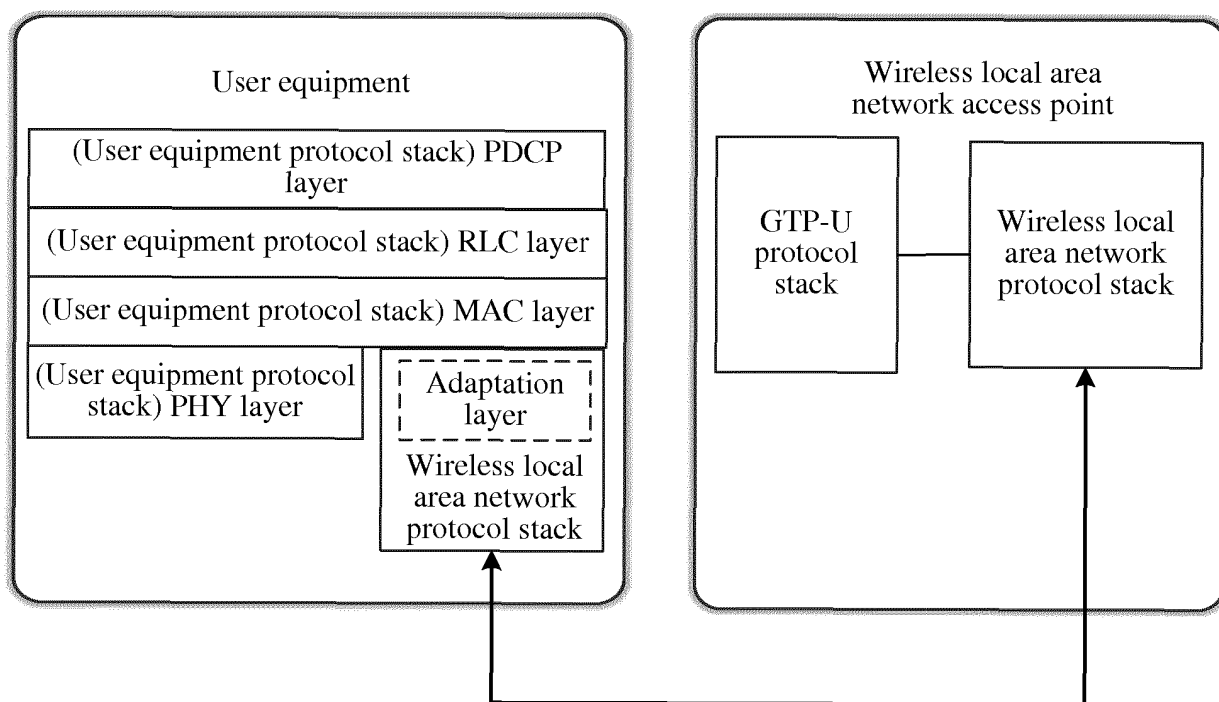 User equipment
(User equipment protocol stack) PDCP
layer
(User equipment protocol stack) RLC layer
(User equipment protocol stack) MAC layer
(User equipment protocol
stack) PHY layer
Adaptation
layer
Wireless local
area network
protocol stack
Wireless local area
network access point
GTP-U
protocol
stack
Wireless local
area network
protocol stack